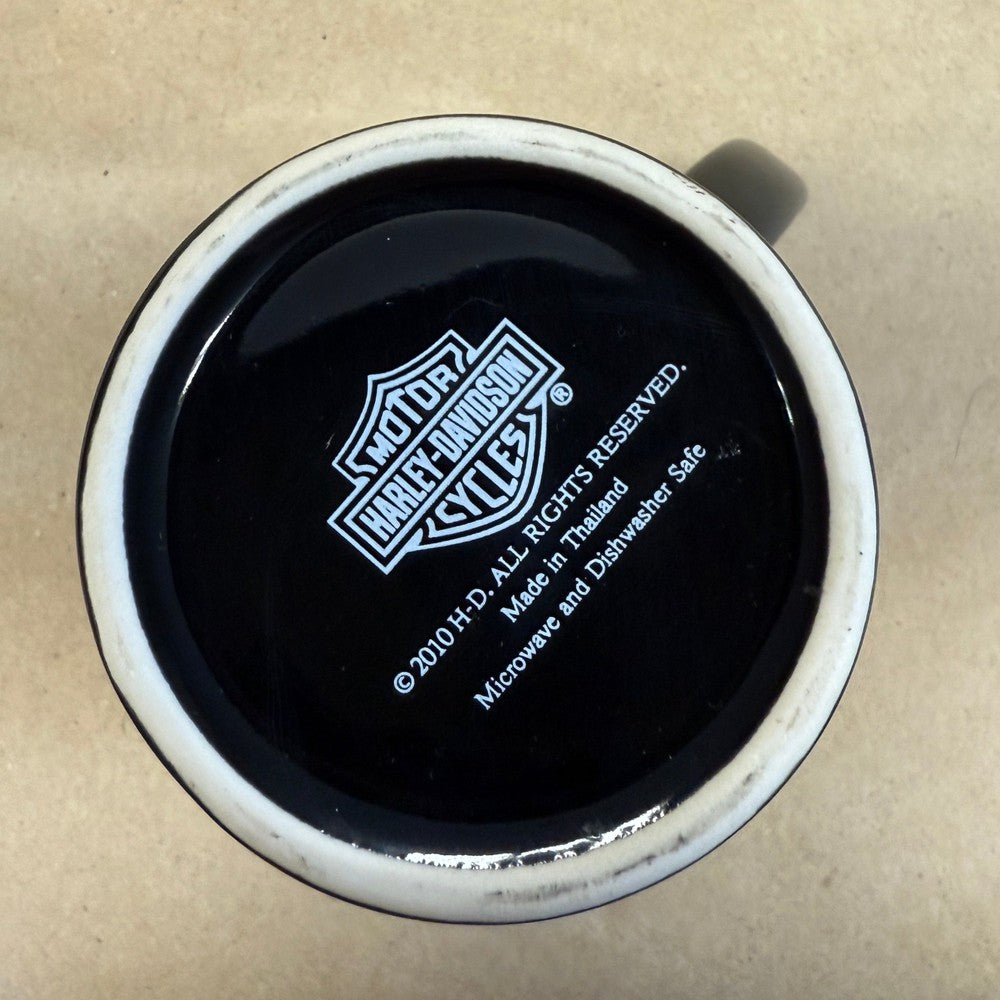 MOTOR
HARLEY-DAVIDSON
CYCLES
®
© 2010 H-D. ALL RIGHTS RESERVED.
Made in Thailand
Microwave and Dishwasher Safe